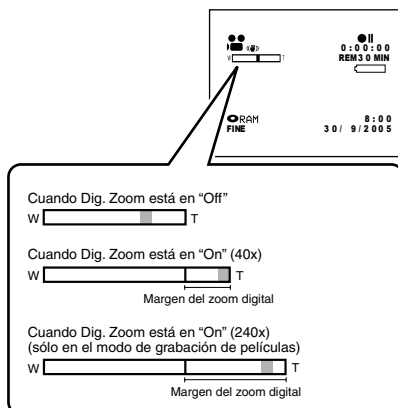 0:00:00
W T REM 30 MIN
RAM 8:00
FINE 30/ 9/2005
Cuando Dig. Zoom está en “Off”
W T
Cuando Dig. Zoom está en “On” (40x)
W T
Margen del zoom digital
Cuando Dig. Zoom está en “On” (240x)
(sólo en el modo de grabación de películas)
W T
Margen del zoom digital